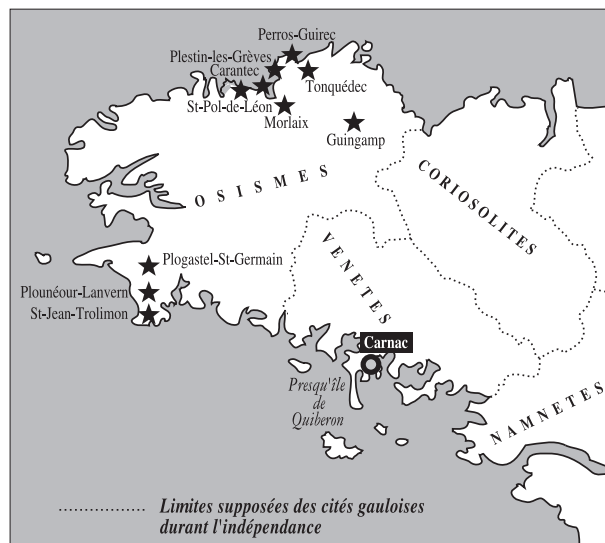 Perros-Guirec
Plestin-les-Grèves
Carantec
Tonquédec
St-Pol-de-Léon
Morlaix
Guingamp
OSISMES
CORIOSOLITES
VENETES
Plogastel-St-Germain
Plounéour-Lanvern
St-Jean-Trolimon
Carnac
Presqu'île
de
Quiberon
NAMNETES
Limites supposées des cités gauloises
durant l'indépendance